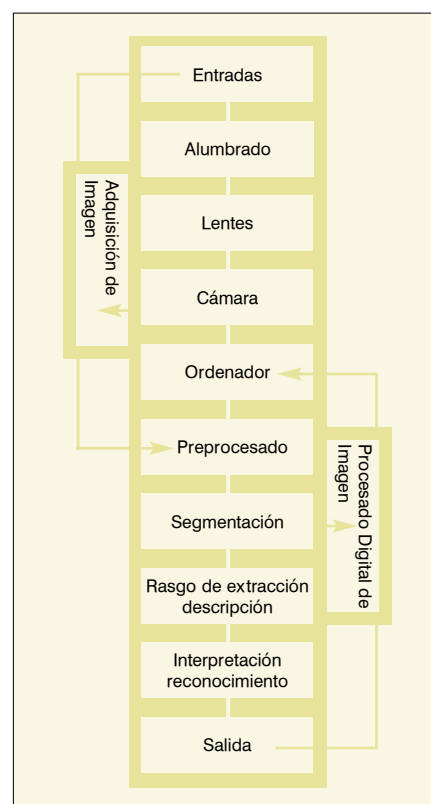 Entradas
Alumbrado
Adquisición de
Imagen
Lentes
Cámara
Ordenador
Preprocesado
Procesado Digital de
Imagen
Segmentación
Rasgo de extracción
descripción
Interpretación
reconocimiento
Salida